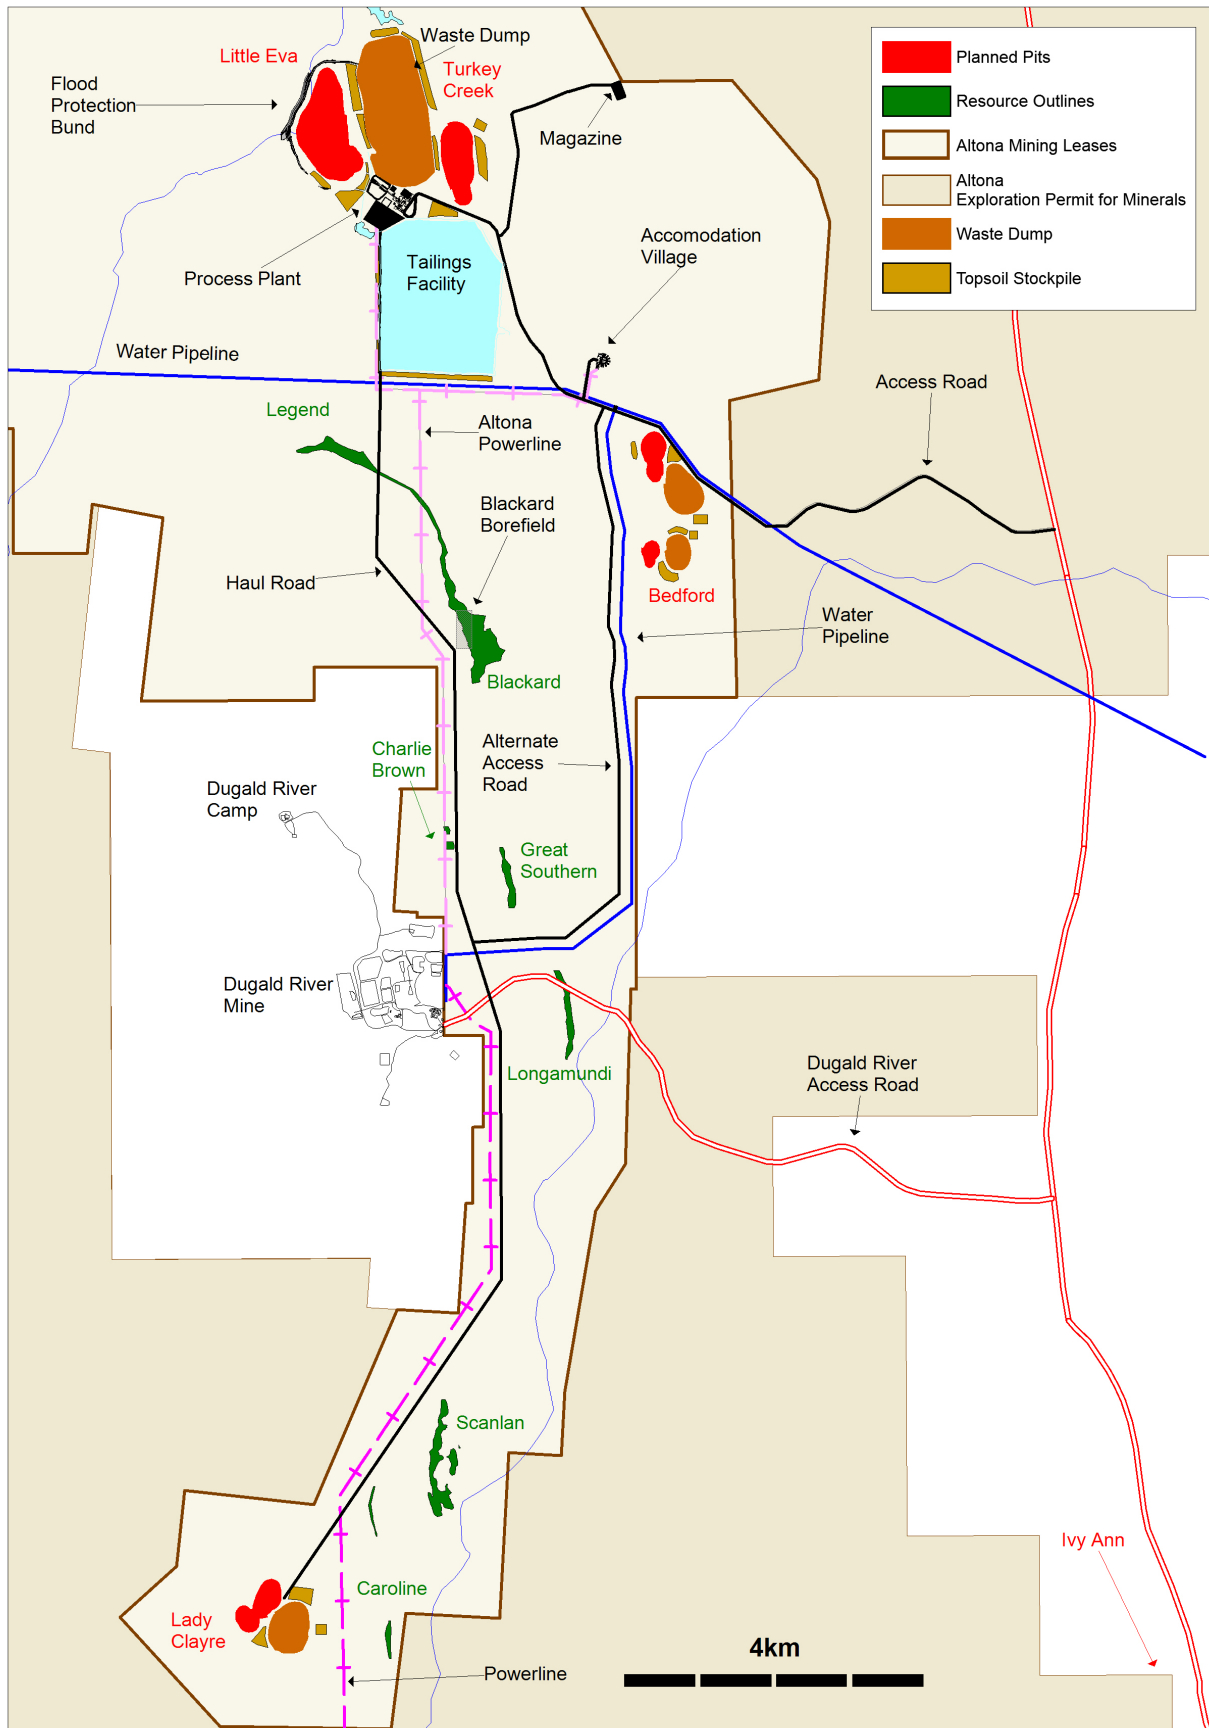 Little Eva
Waste Dump
Turkey
Creek
Flood
Protection
Bund
Magazine
Planned Pits
Resource Outlines
Altona Mining Leases
Altona
Exploration Permit for Minerals
Waste Dump
Topsoil Stockpile
Process Plant
Tailings
Facility
Accomodation
Village
Water Pipeline
Access Road
Legend
Altona
Powerline
Blackard
Borefield
Haul Road
Bedford
Water
Pipeline
Blackard
Charlie
Brown
Alternate
Access
Road
Dugald River
Camp
Great
Southern
Dugald River
Mine
Longamundi
Dugald River
Access Road
Scanlan
Ivy Ann
Caroline
Lady
Clayre
Powerline
4km